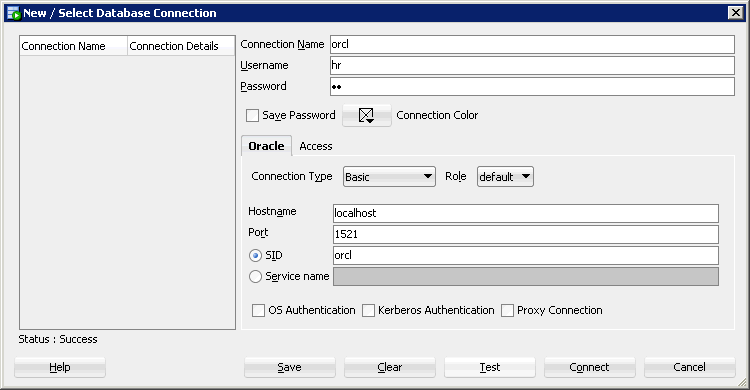 New / Select Database Connection
Connection Name Connection Details
Connection Name orcl
Username hr
Password ••
Save Password Connection Color
Oracle Access
Connection Type Basic Role default
Hostname localhost
Port 1521
SID orcl
Service name
OS Authentication Kerberos Authentication Proxy Connection
Status : Success
Help Save Clear Test Connect Cancel